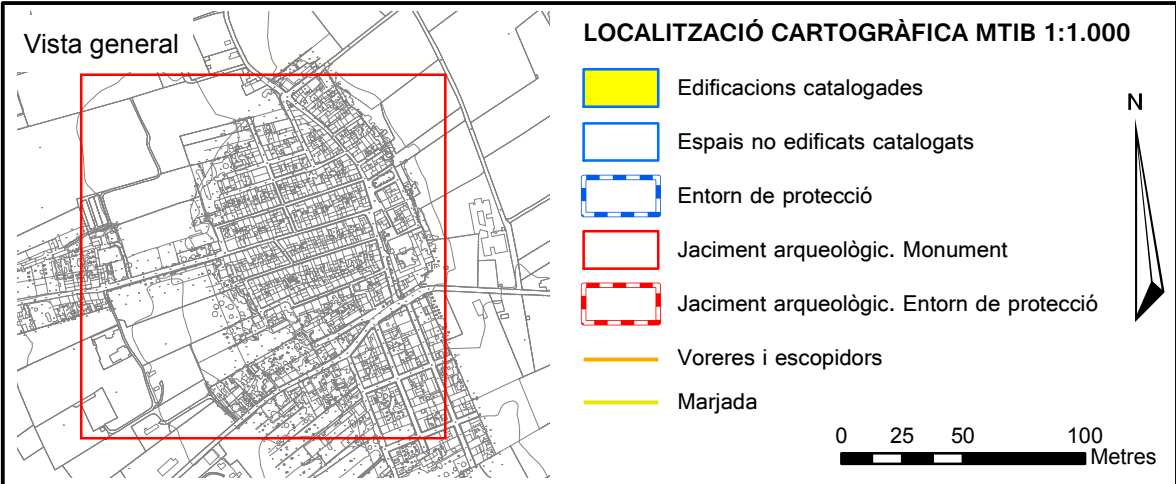 Vista general
LOCALITZACIÓ CARTOGRÀFICA MTIB 1:1.000
Edificacions catalogades
Espais no edificats catalogats
Entorn de protecció
Jaciment arqueològic. Monument
Jaciment arqueològic. Entorn de protecció
Voreres i escopidors
Marjada
N
0 25 50 100
Metres